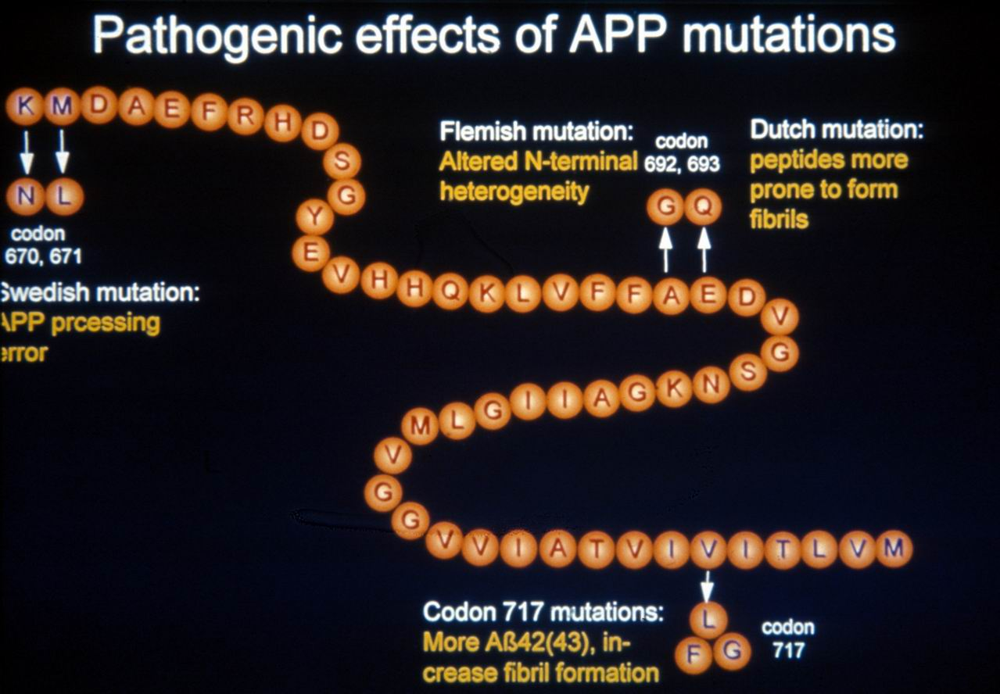 Pathogenic effects of APP mutations
K M D A E F R H D
S
G
Y
E
V H H Q K L V F F A E D
V
G
S N K G A I I G L M
V
G
G
V V I A T V I V I T L V M
N L
codon
670, 671
Swedish mutation:
APP prcessing
error
Flemish mutation:
Altered N-terminal
heterogeneity
codon
692, 693
G Q
Dutch mutation:
peptides more
prone to form
fibrils
Codon 717 mutations:
More Aß42(43), in-
crease fibril formation
L
F G
codon
717